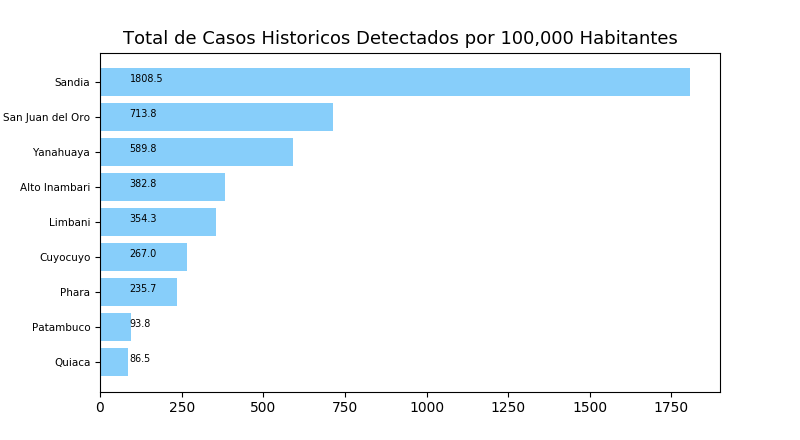 Total de Casos Historicos Detectados por 100,000 Habitantes
Sandia 1808.5
San Juan del Oro 713.8
Yanahuaya 589.8
Alto Inambari 382.8
Limbani 354.3
Cuyocuyo 267.0
Phara 235.7
Patambuco 93.8
Quiaca 86.5
0 250 500 750 1000 1250 1500 1750